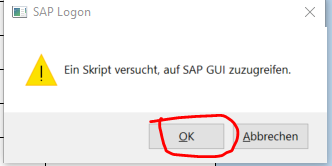 SAP Logon
Ein Skript versucht, auf SAP GUI zuzugreifen.
OK
Abbrechen